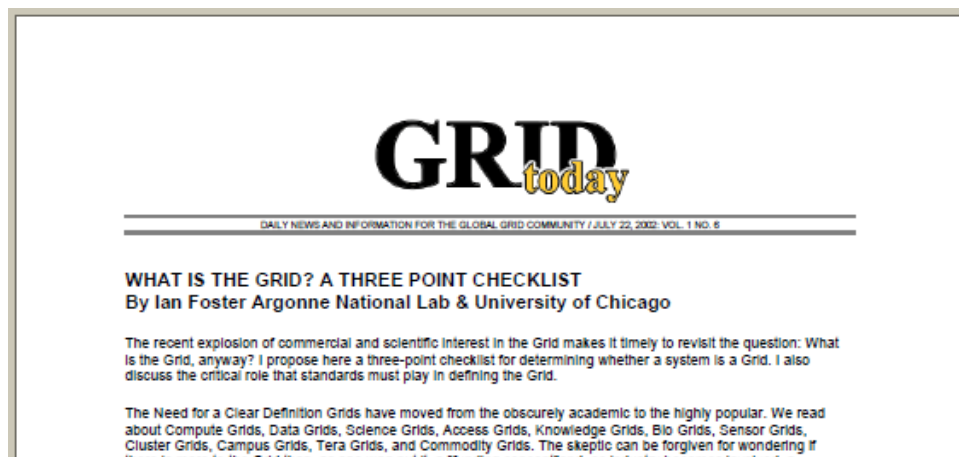 GRID
today
DAILY NEWS AND INFORMATION FOR THE GLOBAL GRID COMMUNITY / JULY 22, 2002: VOL. 1 NO. 6
WHAT IS THE GRID? A THREE POINT CHECKLIST
By Ian Foster Argonne National Lab & University of Chicago
The recent explosion of commercial and scientific interest in the Grid makes it timely to revisit the question: What
is the Grid, anyway? I propose here a three-point checklist for determining whether a system is a Grid. I also
discuss the critical role that standards must play in defining the Grid.
The Need for a Clear Definition Grids have moved from the obscurely academic to the highly popular. We read
about Compute Grids, Data Grids, Science Grids, Access Grids, Knowledge Grids, Bio Grids, Sensor Grids,
Cluster Grids, Campus Grids, Tera Grids, and Commodity Grids. The skeptic can be forgiven for wondering if